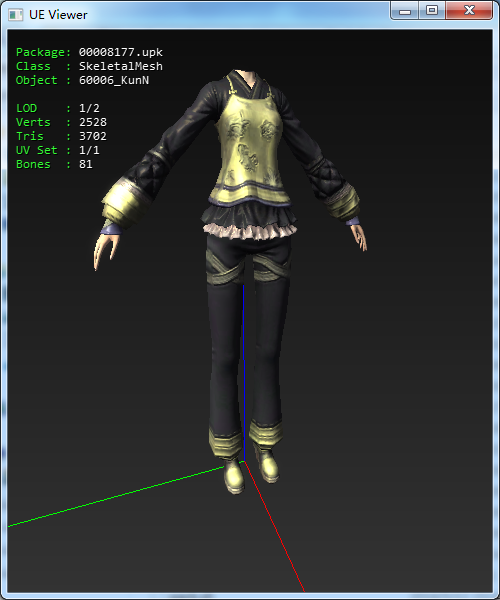 UE Viewer
Package: 00008177.upk
Class : SkeletalMesh
Object : 60006_KunN
LOD : 1/2
Verts : 2528
Tris : 3702
UV Set : 1/1
Bones : 81